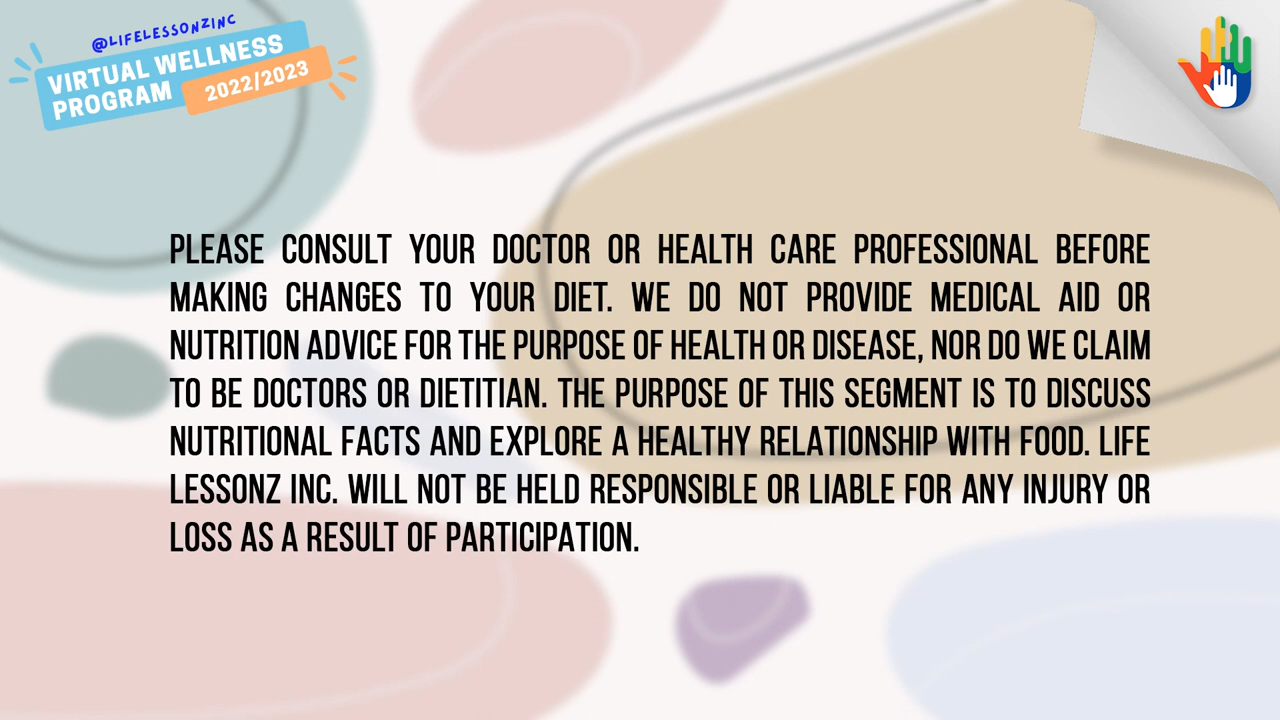 @LIFELESSONZINC
VIRTUAL WELLNESS
PROGRAM 2022/2023
PLEASE CONSULT YOUR DOCTOR OR HEALTH CARE PROFESSIONAL BEFORE
MAKING CHANGES TO YOUR DIET. WE DO NOT PROVIDE MEDICAL AID OR
NUTRITION ADVICE FOR THE PURPOSE OF HEALTH OR DISEASE, NOR DO WE CLAIM
TO BE DOCTORS OR DIETITIAN. THE PURPOSE OF THIS SEGMENT IS TO DISCUSS
NUTRITIONAL FACTS AND EXPLORE A HEALTHY RELATIONSHIP WITH FOOD. LIFE
LESSONZ INC. WILL NOT BE HELD RESPONSIBLE OR LIABLE FOR ANY INJURY OR
LOSS AS A RESULT OF PARTICIPATION.